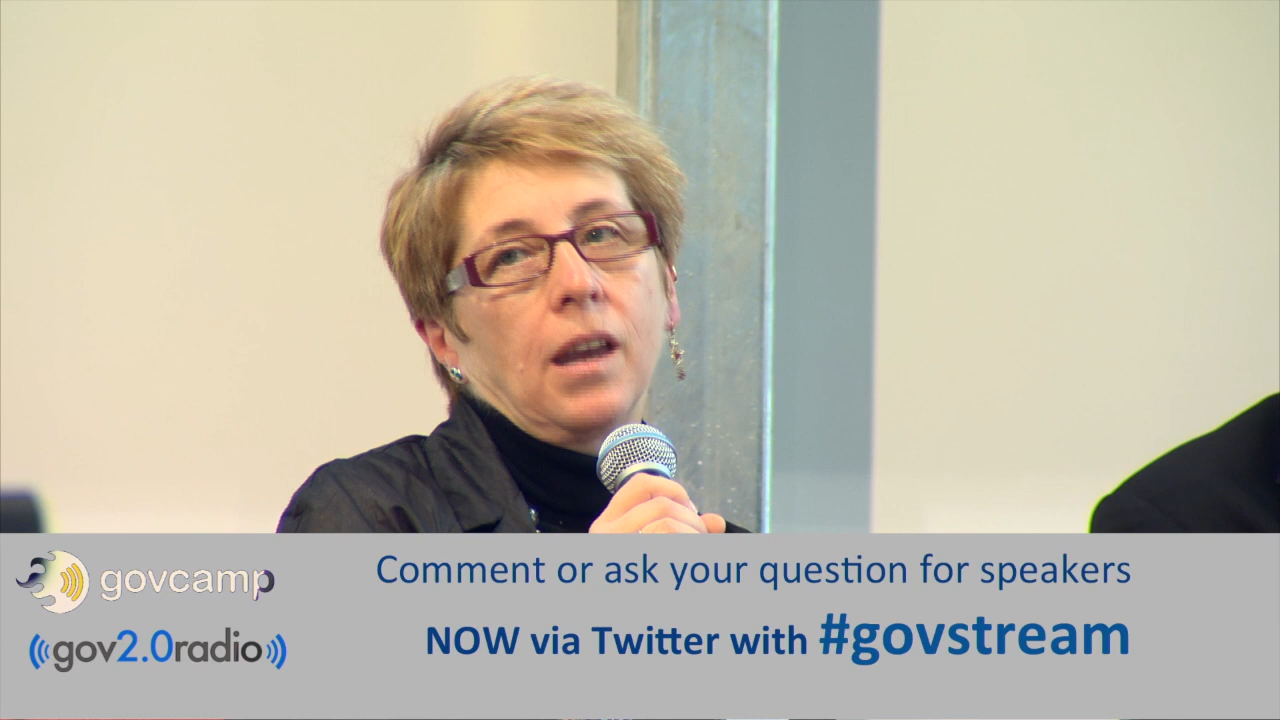 govcamp
Comment or ask your question for speakers
gov2.0radio
NOW via Twitter with #govstream